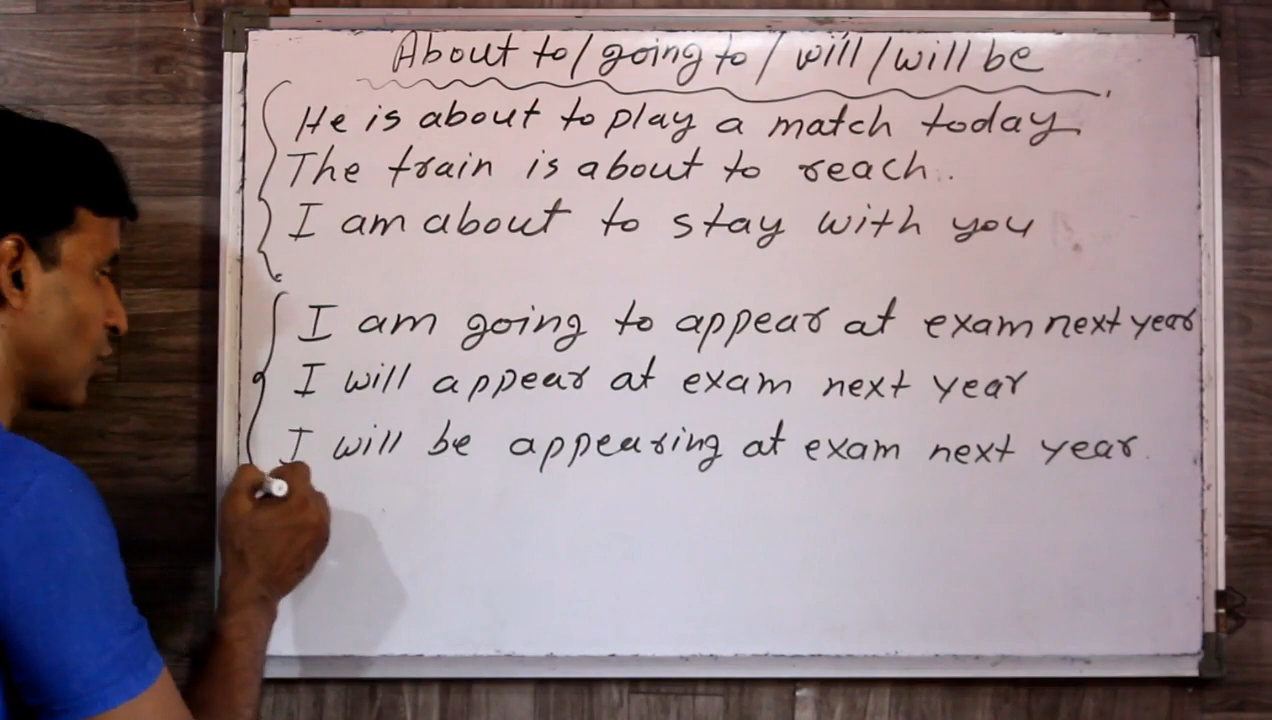 About to/going to/will/will be
He is about to play a match today.
The train is about to reach.
I am about to stay with you
I am going to appear at exam next year
I will appear at exam next year
I will be appearing at exam next year.